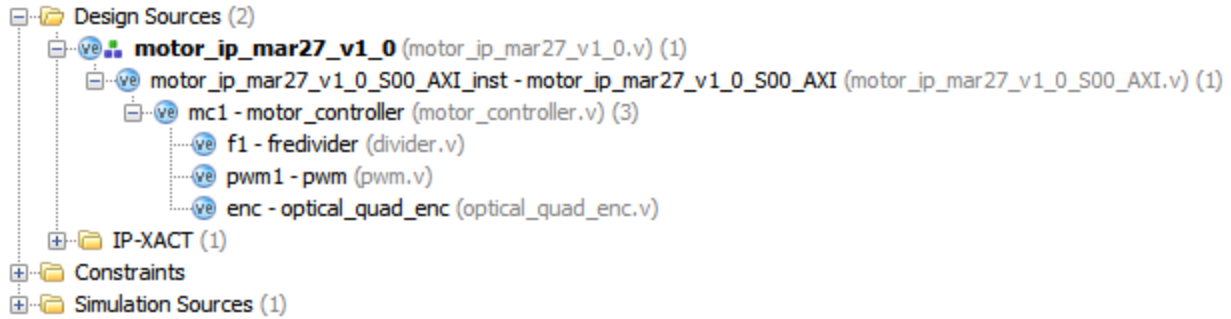 Design Sources (2)
motor_ip_mar27_v1_0 (motor_ip_mar27_v1_0.v) (1)
motor_ip_mar27_v1_0_S00_AXI_inst - motor_ip_mar27_v1_0_S00_AXI (motor_ip_mar27_v1_0_S00_AXI.v) (1)
mc1 - motor_controller (motor_controller.v) (3)
f1 - fredivider (divider.v)
pwm1 - pwm (pwm.v)
enc - optical_quad_enc (optical_quad_enc.v)
IP-XACT (1)
Constraints
Simulation Sources (1)